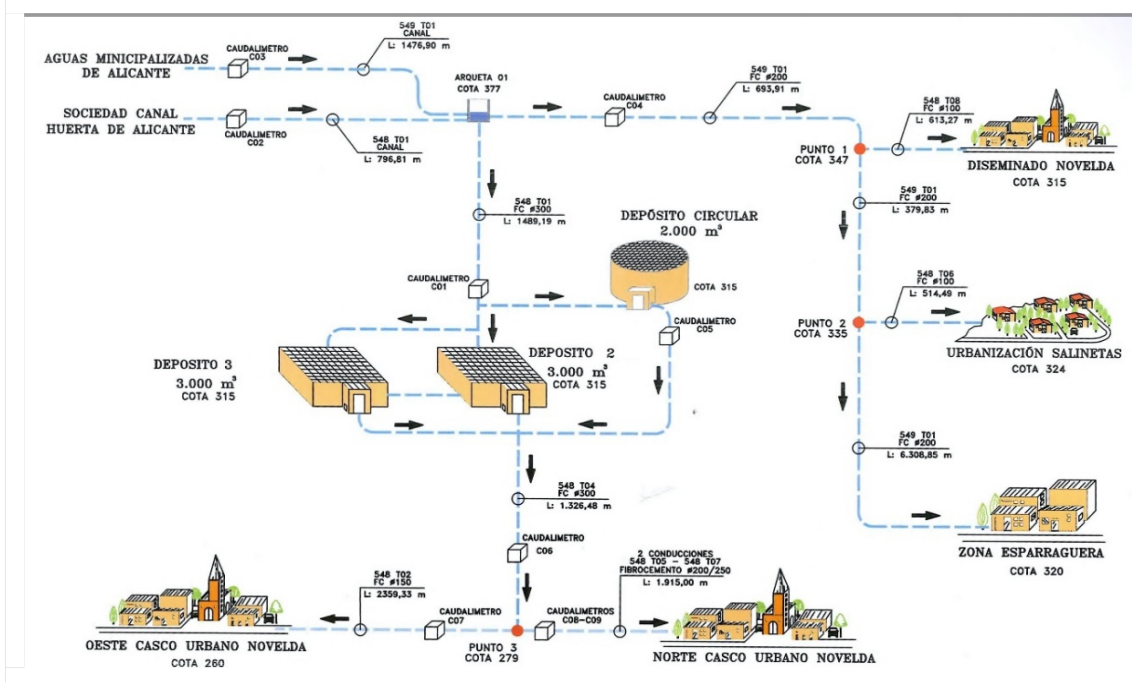 549 T01
CANAL
L: 1476,90 m
AGUAS MINICIPALIZADAS
DE ALICANTE
CAUDALIMETRO
C03
ARQUETA 01
COTA 377
SOCIEDAD CANAL
HUERTA DE ALICANTE
CAUDALIMETRO
C02
548 T01
CANAL
L: 796,81 m
CAUDALIMETRO
C04
549 T01
FC ø200
L: 693,91 m
548 T08
FC ø100
L: 613,27 m
PUNTO 1
COTA 347
DISEMINADO NOVELDA
COTA 315
549 T01
FC ø200
L: 379,83 m
548 T01
FC ø300
L: 1489,19 m
DEPÓSITO CIRCULAR
2.000 m³
COTA 315
CAUDALIMETRO
C01
CAUDALIMETRO
C05
548 T06
FC ø100
L: 514,49 m
PUNTO 2
COTA 335
URBANIZACIÓN SALINETAS
COTA 324
DEPOSITO 3
3.000 m³
COTA 315
DEPOSITO 2
3.000 m³
COTA 315
549 T01
FC ø200
L: 6.308,85 m
548 T04
FC ø300
L: 1.326,48 m
ZONA ESPARRAGUERA
COTA 320
CAUDALIMETRO
C06
2 CONDUCCIONES
548 T05 - 548 T07
FIBROCEMENTO ø200/250
L: 1.915,00 m
548 T02
FC ø150
L: 2359,33 m
CAUDALIMETRO
C07
CAUDALIMETROS
C08-C09
PUNTO 3
COTA 279
OESTE CASCO URBANO NOVELDA
COTA 260
NORTE CASCO URBANO NOVELDA